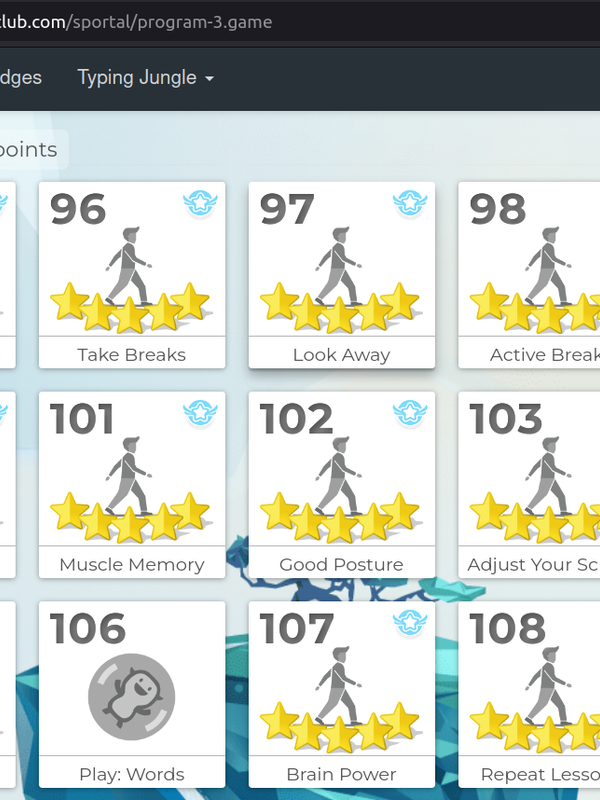 lub.com/sportal/program-3.game
dges Typing Jungle
points
96 97 98
Take Breaks Look Away Active Break
101 102 103
Muscle Memory Good Posture Adjust Your Sc
106 107 108
Play: Words Brain Power Repeat Lesso